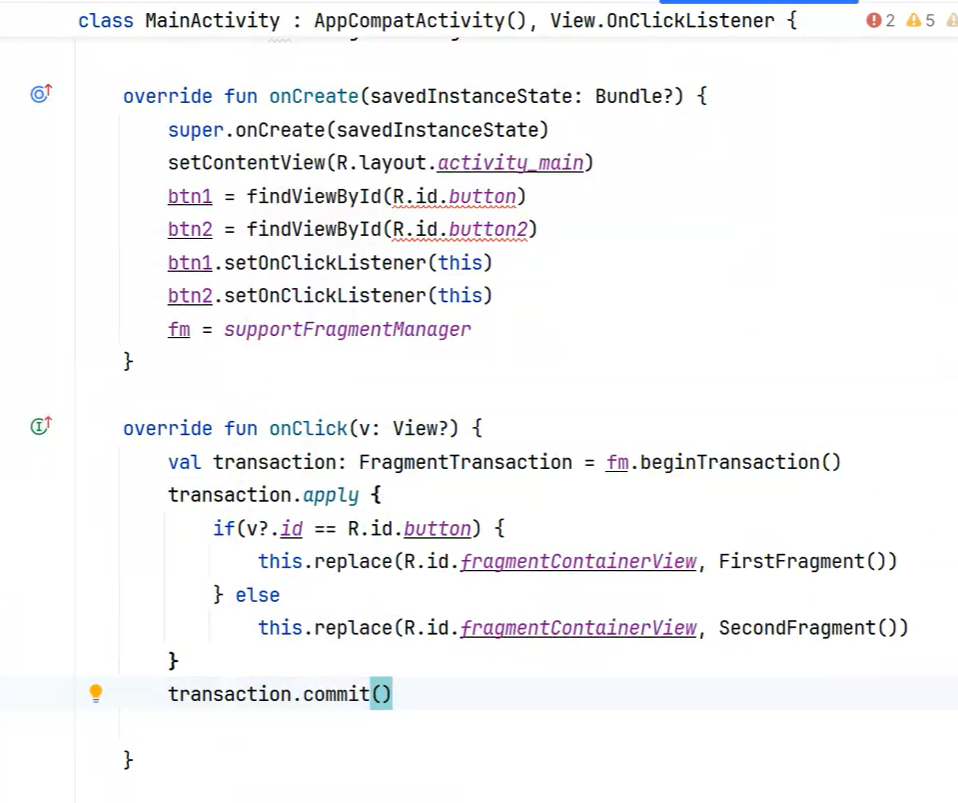 class MainActivity : AppCompatActivity(), View.OnClickListener {
2 5
override fun onCreate(savedInstanceState: Bundle?) {
super.onCreate(savedInstanceState)
setContentView(R.layout.activity_main)
btn1 = findViewById(R.id.button)
btn2 = findViewById(R.id.button2)
btn1.setOnClickListener(this)
btn2.setOnClickListener(this)
fm = supportFragmentManager
}
override fun onClick(v: View?) {
val transaction: FragmentTransaction = fm.beginTransaction()
transaction.apply {
if(v?.id == R.id.button) {
this.replace(R.id.fragmentContainerView, FirstFragment())
} else
this.replace(R.id.fragmentContainerView, SecondFragment())
}
transaction.commit()
}